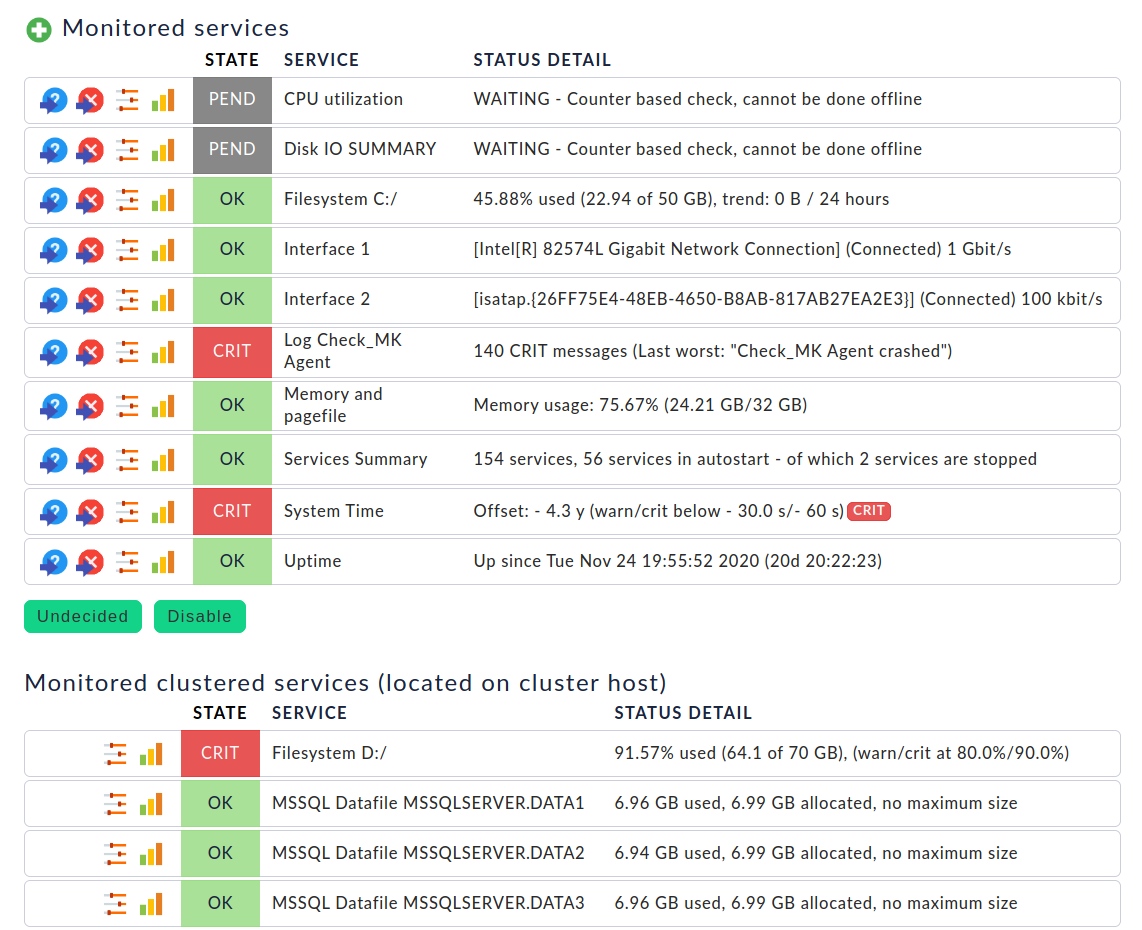 Monitored services
STATE SERVICE STATUS DETAIL
PEND CPU utilization WAITING - Counter based check, cannot be done offline
PEND Disk IO SUMMARY WAITING - Counter based check, cannot be done offline
OK Filesystem C:/ 45.88% used (22.94 of 50 GB), trend: 0 B / 24 hours
OK Interface 1 [Intel[R] 82574L Gigabit Network Connection] (Connected) 1 Gbit/s
OK Interface 2 [isatap.{26FF75E4-48EB-4650-B8AB-817AB27EA2E3}] (Connected) 100 kbit/s
CRIT Log Check_MK Agent 140 CRIT messages (Last worst: "Check_MK Agent crashed")
OK Memory and pagefile Memory usage: 75.67% (24.21 GB/32 GB)
OK Services Summary 154 services, 56 services in autostart - of which 2 services are stopped
CRIT System Time Offset: - 4.3 y (warn/crit below - 30.0 s/- 60 s) CRIT
OK Uptime Up since Tue Nov 24 19:55:52 2020 (20d 20:22:23)
Undecided Disable
Monitored clustered services (located on cluster host)
STATE SERVICE STATUS DETAIL
CRIT Filesystem D:/ 91.57% used (64.1 of 70 GB), (warn/crit at 80.0%/90.0%)
OK MSSQL Datafile MSSQLSERVER.DATA1 6.96 GB used, 6.99 GB allocated, no maximum size
OK MSSQL Datafile MSSQLSERVER.DATA2 6.94 GB used, 6.99 GB allocated, no maximum size
OK MSSQL Datafile MSSQLSERVER.DATA3 6.96 GB used, 6.99 GB allocated, no maximum size